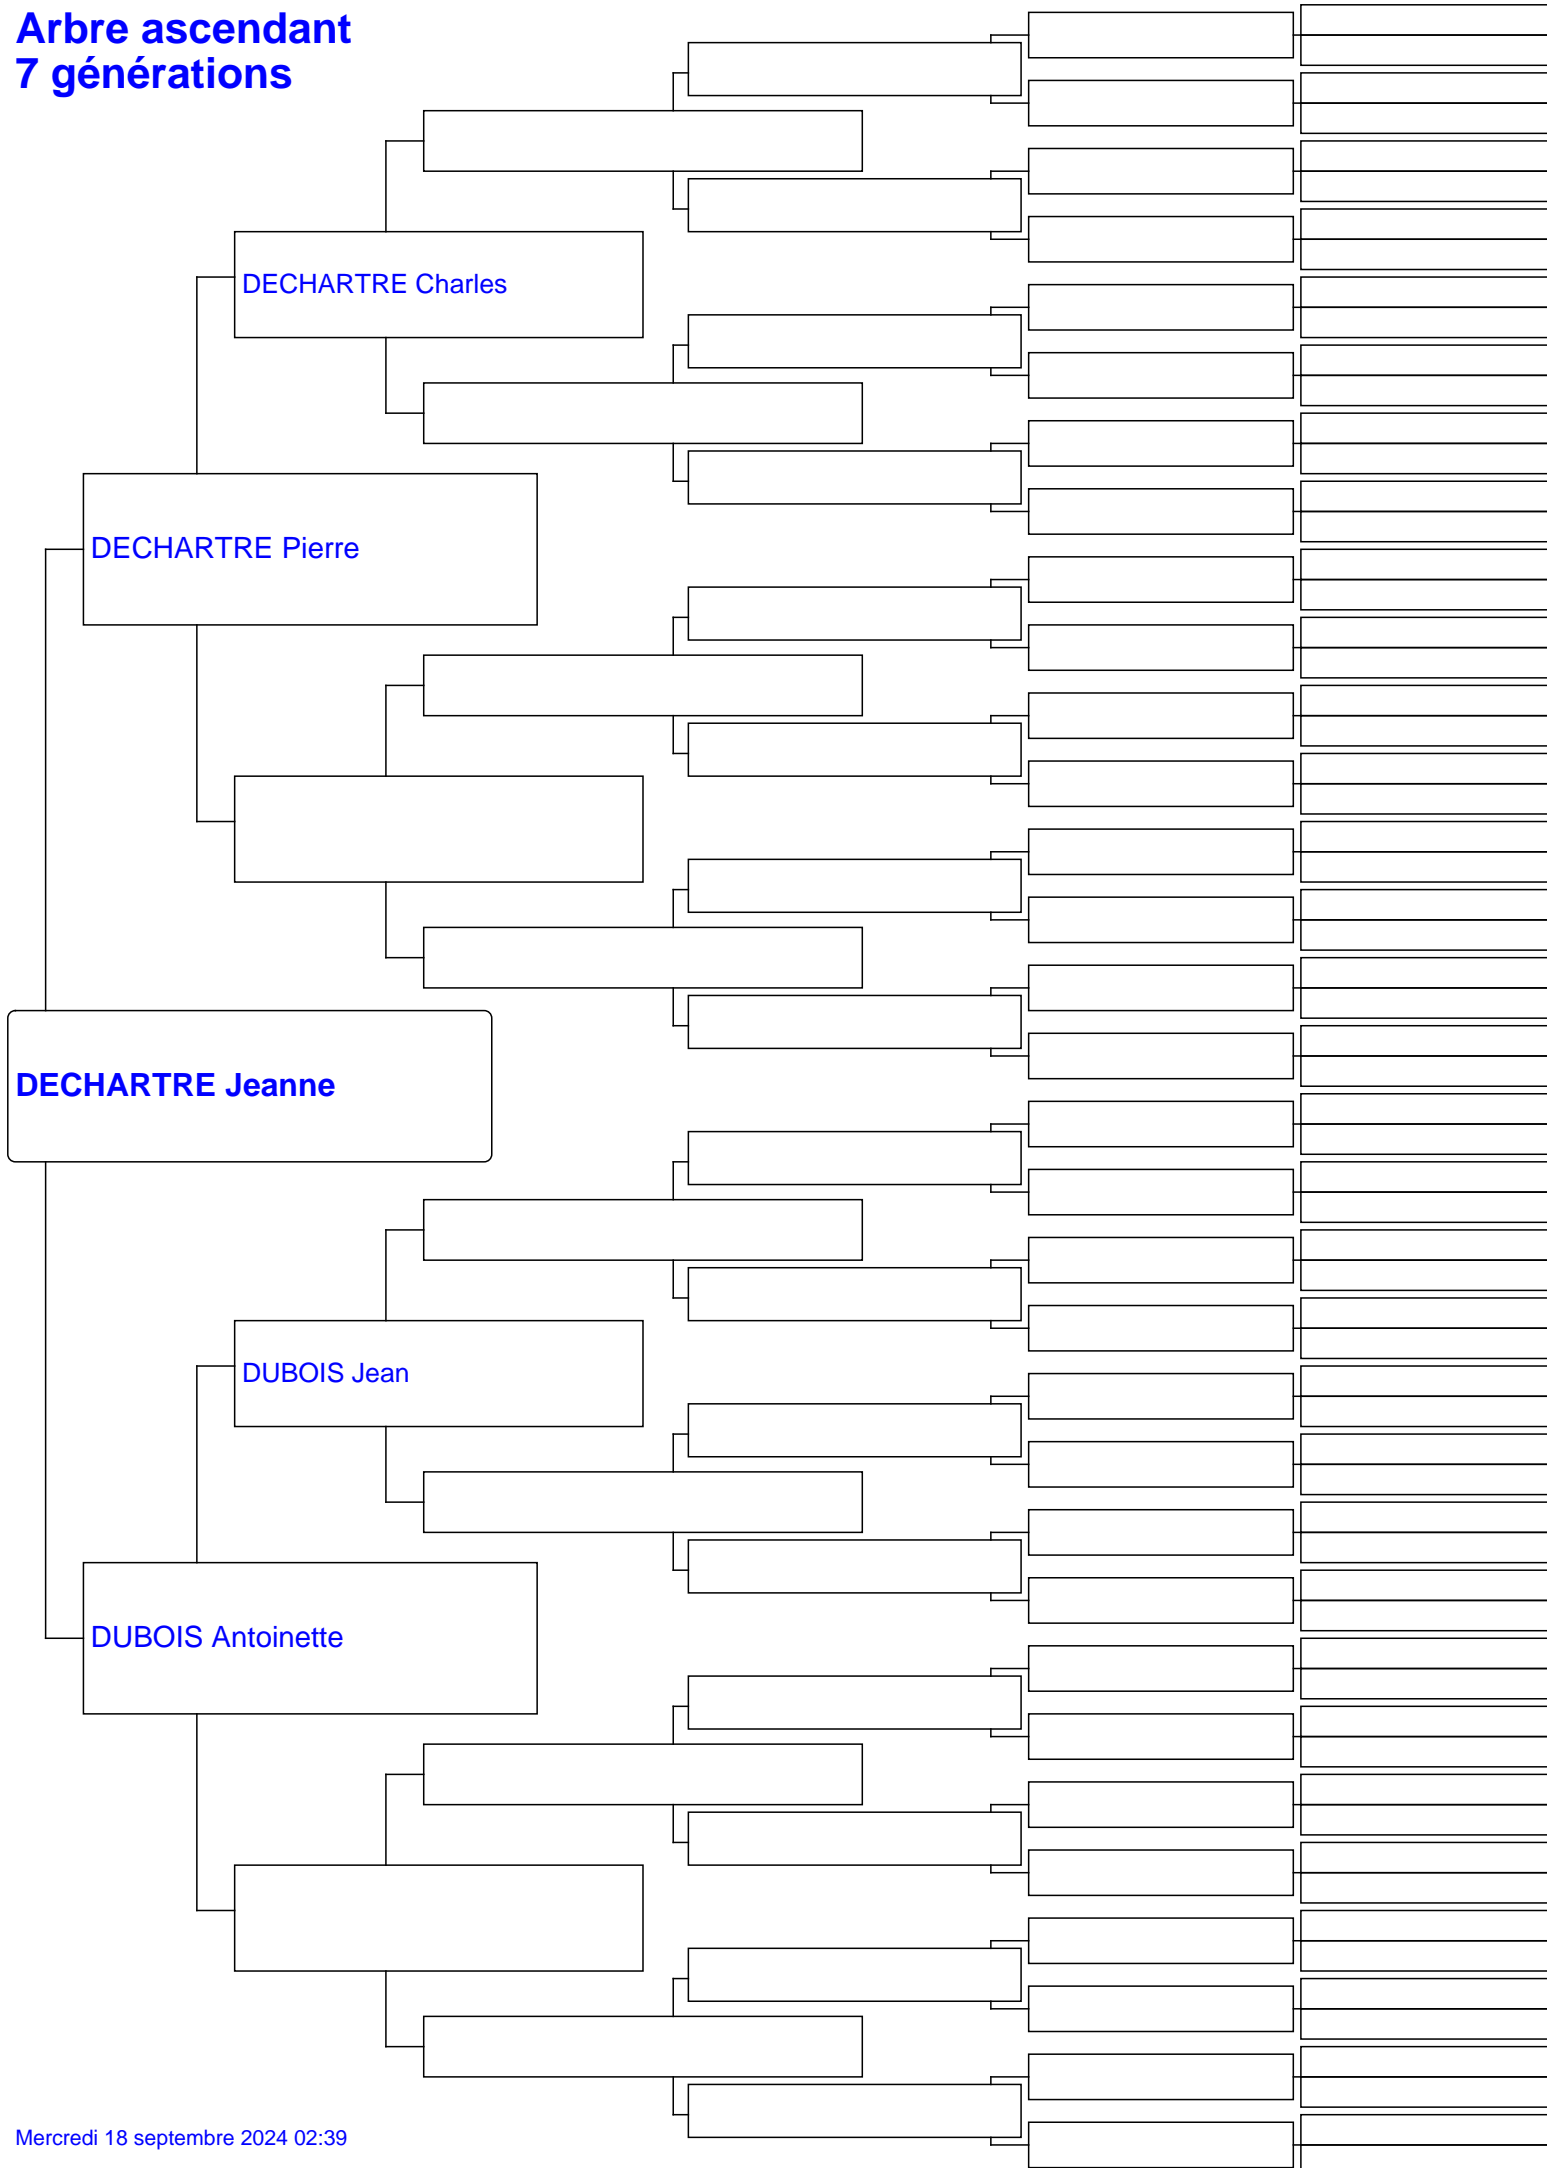 Arbre ascendant
7 générations
DECHARTRE Charles
DECHARTRE Pierre
DECHARTRE Jeanne
DUBOIS Jean
DUBOIS Antoinette
Mercredi 18 septembre 2024 02:39